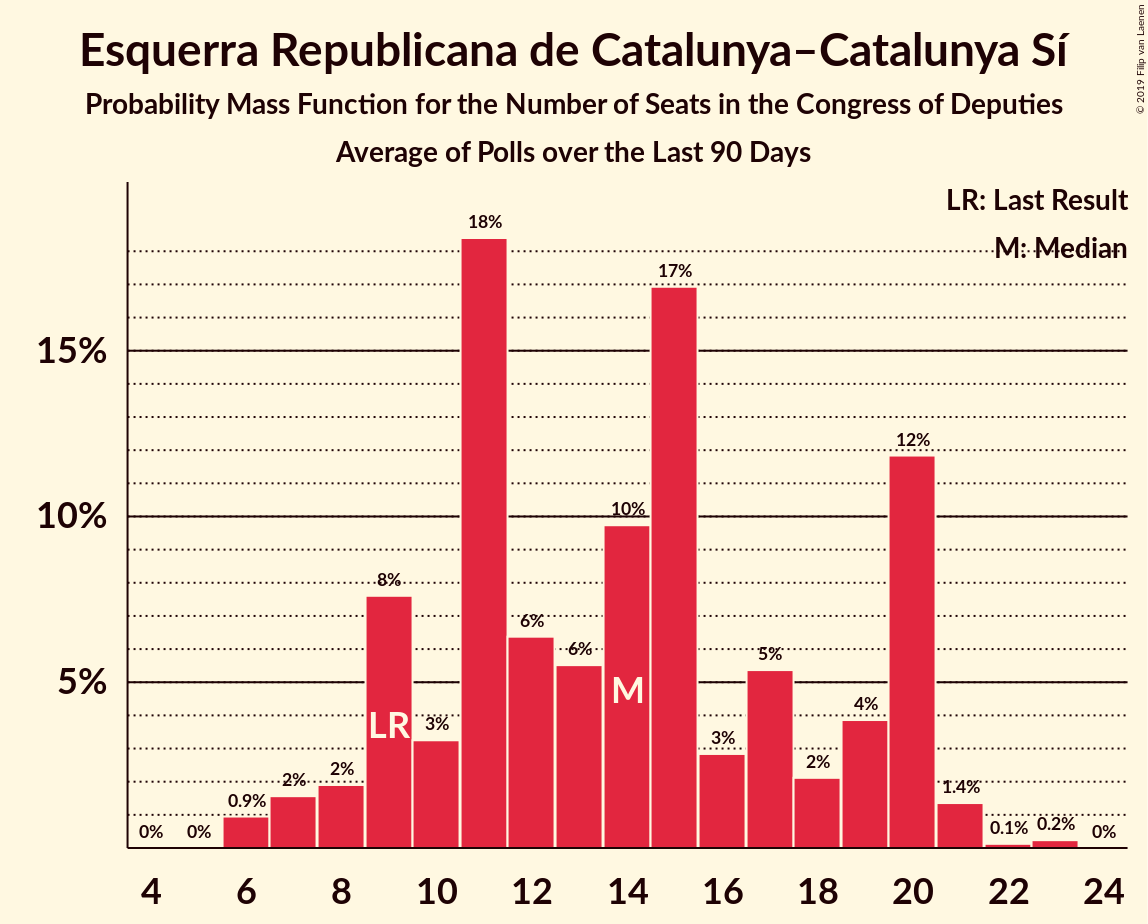 Esquerra Republicana de Catalunya–Catalunya Sí
Probability Mass Function for the Number of Seats in the Congress of Deputies
Average of Polls over the Last 90 Days
© 2019 Filip van Laenen
LR: Last Result
M: Median
18%
17%
15%
12%
10%
10%
8%
6%
6%
5%
5%
M
4%
LR
3%
3%
2%
2%
2%
1.4%
0.9%
0%
0%
0.1%
0.2%
0%
4 6 8 10 12 14 16 18 20 22 24